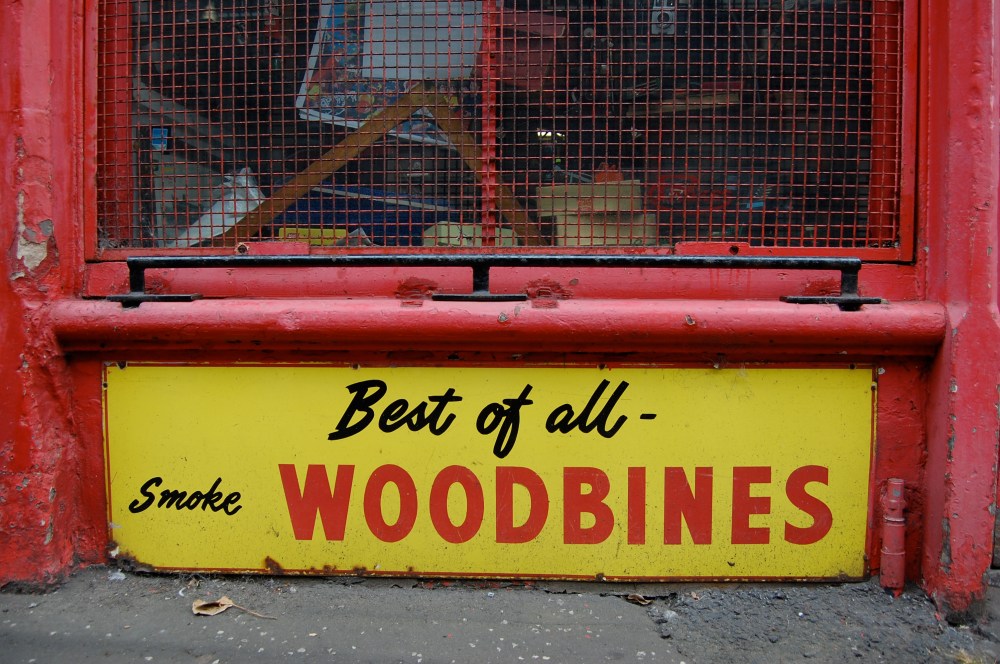 Best of all -
Smoke WOODBINES